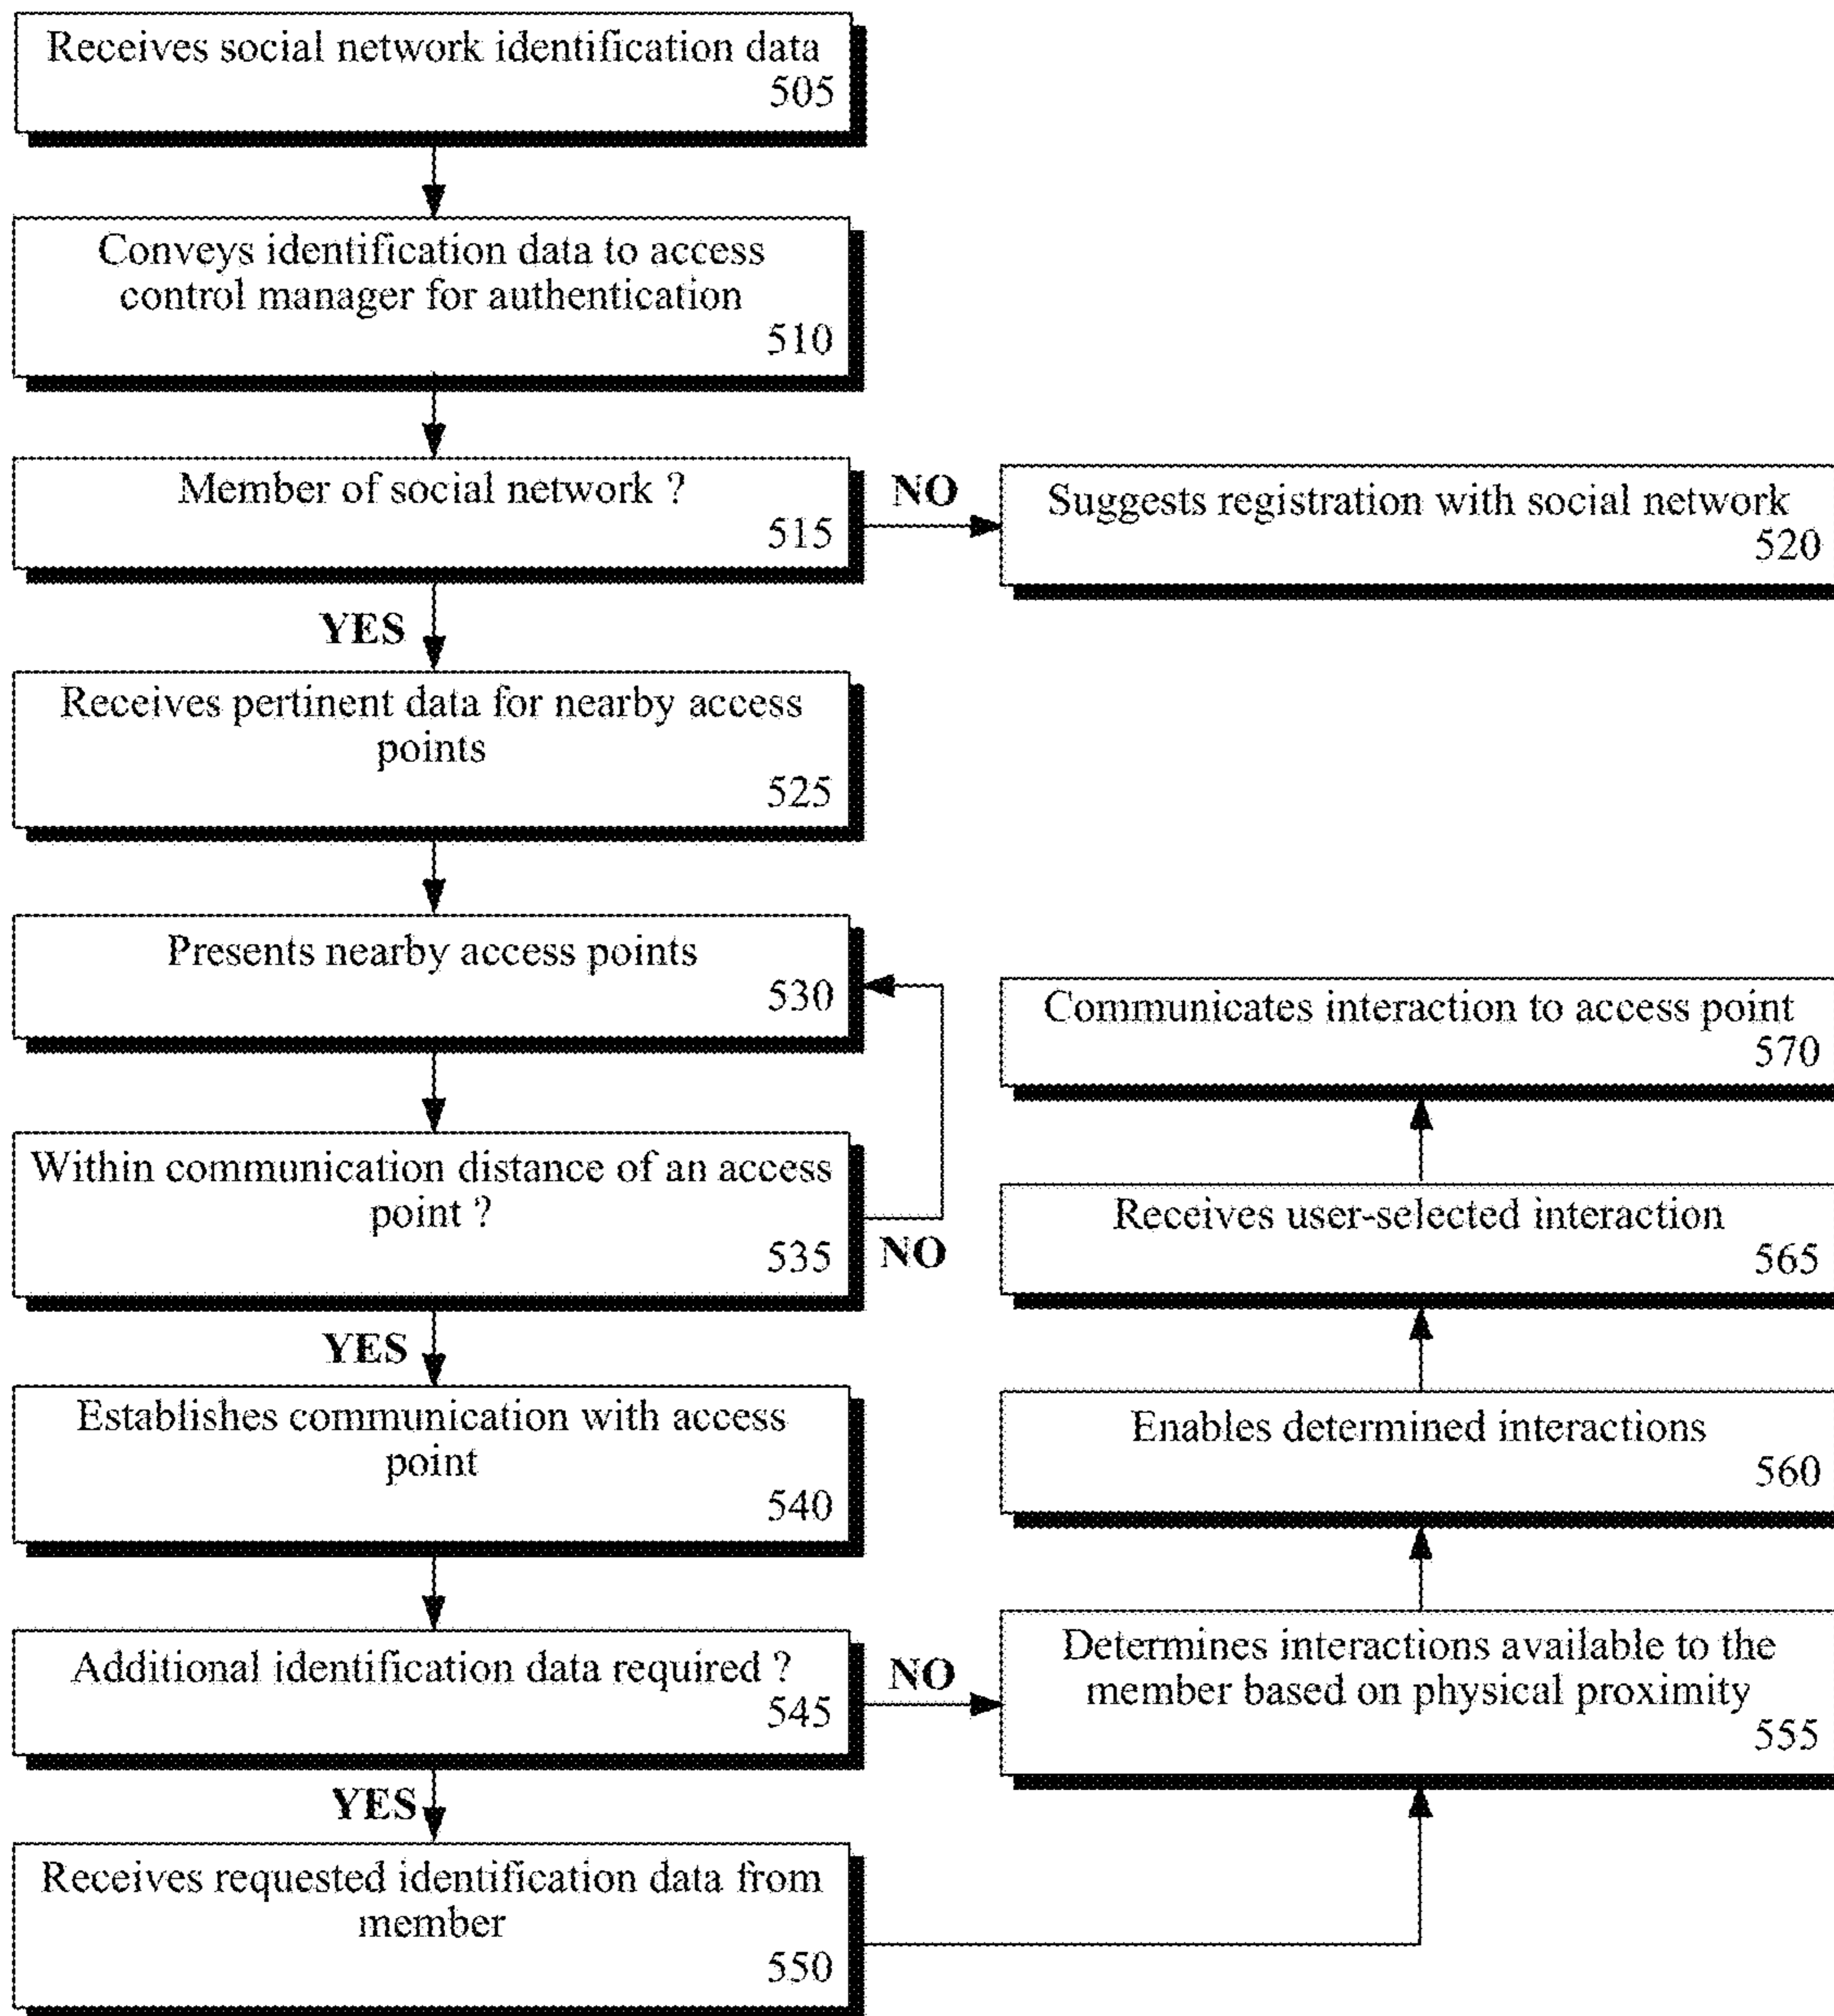 Receives social network identification data
505
Conveys identification data to access
control manager for authentication
510
Member of social network ?
515
NO
Suggests registration with social network
520
YES
Receives pertinent data for nearby access
points
525
Presents nearby access points
530
Within communication distance of an access
point ?
535
NO
YES
Establishes communication with access
point
540
Additional identification data required ?
545
NO
YES
Receives requested identification data from
member
550
Determines interactions available to the
member based on physical proximity
555
Enables determined interactions
560
Receives user-selected interaction
565
Communicates interaction to access point
570